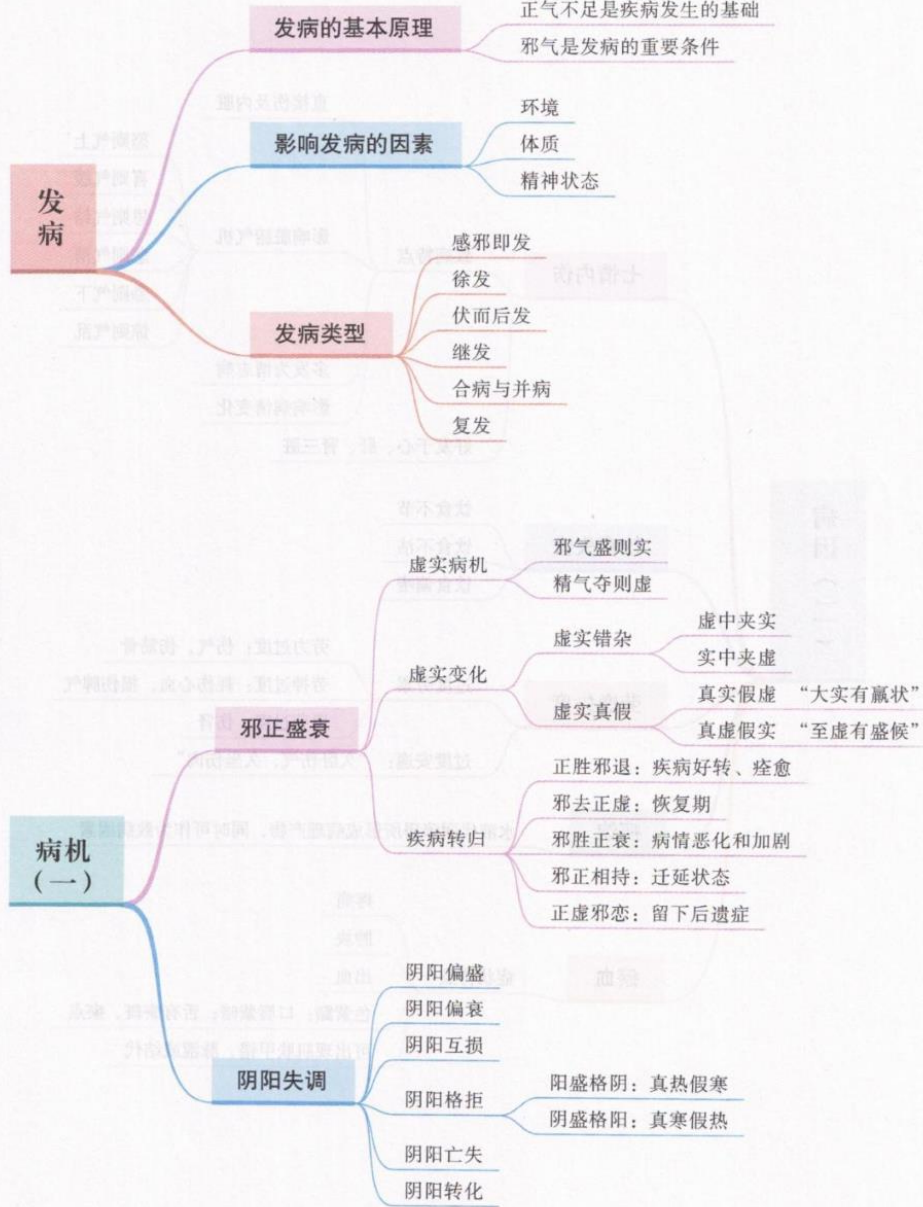 发病
发病的基本原理
正气不足是疾病发生的基础
邪气是发病的重要条件
影响发病的因素
环境
体质
精神状态
发病类型
感邪即发
徐发
伏而后发
继发
合病与并病
复发
病机
（一）
邪正盛衰
虚实病机
邪气盛则实
精气夺则虚
虚实变化
虚实错杂
虚中夹实
实中夹虚
虚实真假
真实假虚 “大实有羸状”
真虚假实 “至虚有盛候”
疾病转归
正胜邪退：疾病好转、痊愈
邪去正虚：恢复期
邪胜正衰：病情恶化和加剧
邪正相持：迁延状态
正虚邪恋：留下后遗症
阴阳失调
阴阳偏盛
阴阳偏衰
阴阳互损
阴阳格拒
阳盛格阴：真热假寒
阴盛格阳：真寒假热
阴阳亡失
阴阳转化